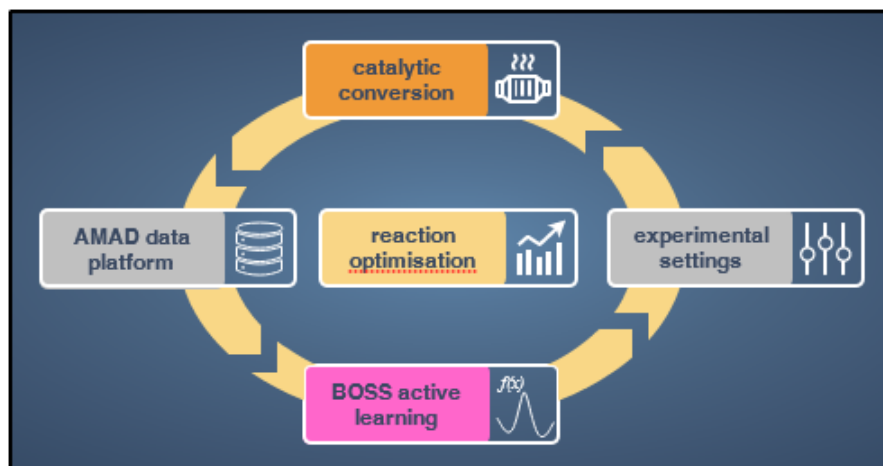 catalytic
conversion
AMAD data
platform
reaction
optimisation
experimental
settings
BOSS active
learning
f(x)